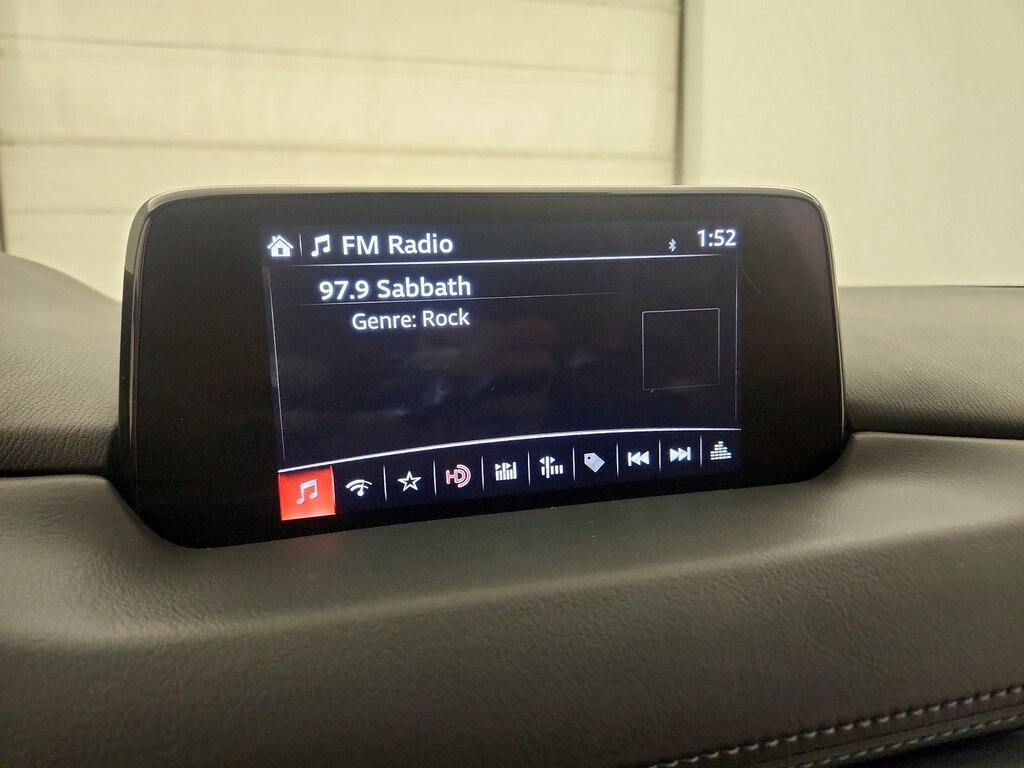 FM Radio
1:52
97.9 Sabbath
Genre: Rock
HD